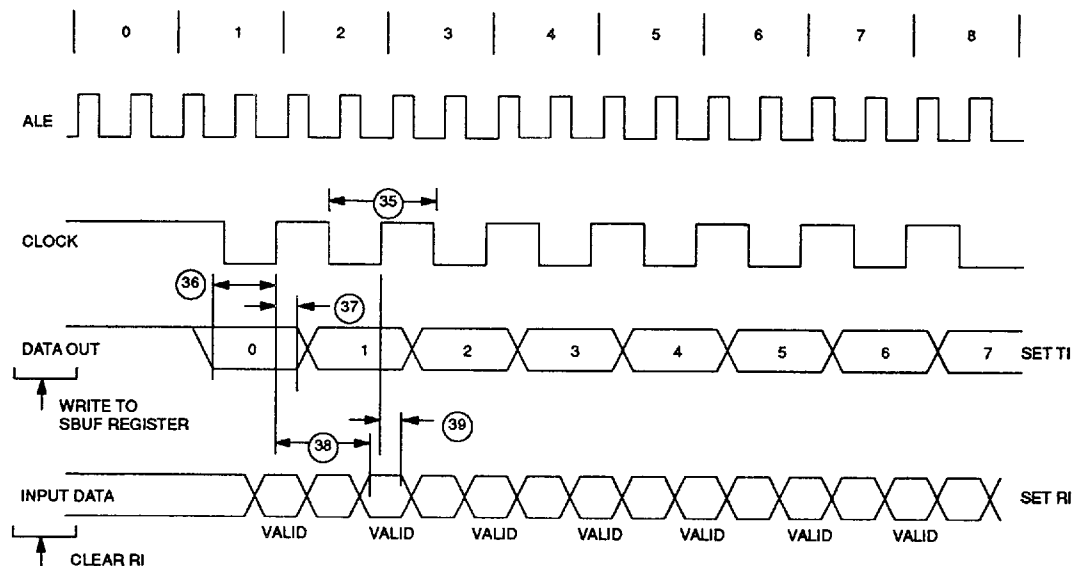 0 1 2 3 4 5 6 7 8
ALE
35
CLOCK
36
37
DATA OUT 0 1 2 3 4 5 6 7 SET TI
WRITE TO
SBUF REGISTER
39
38
INPUT DATA SET RI
VALID VALID VALID VALID VALID VALID VALID
CLEAR RI